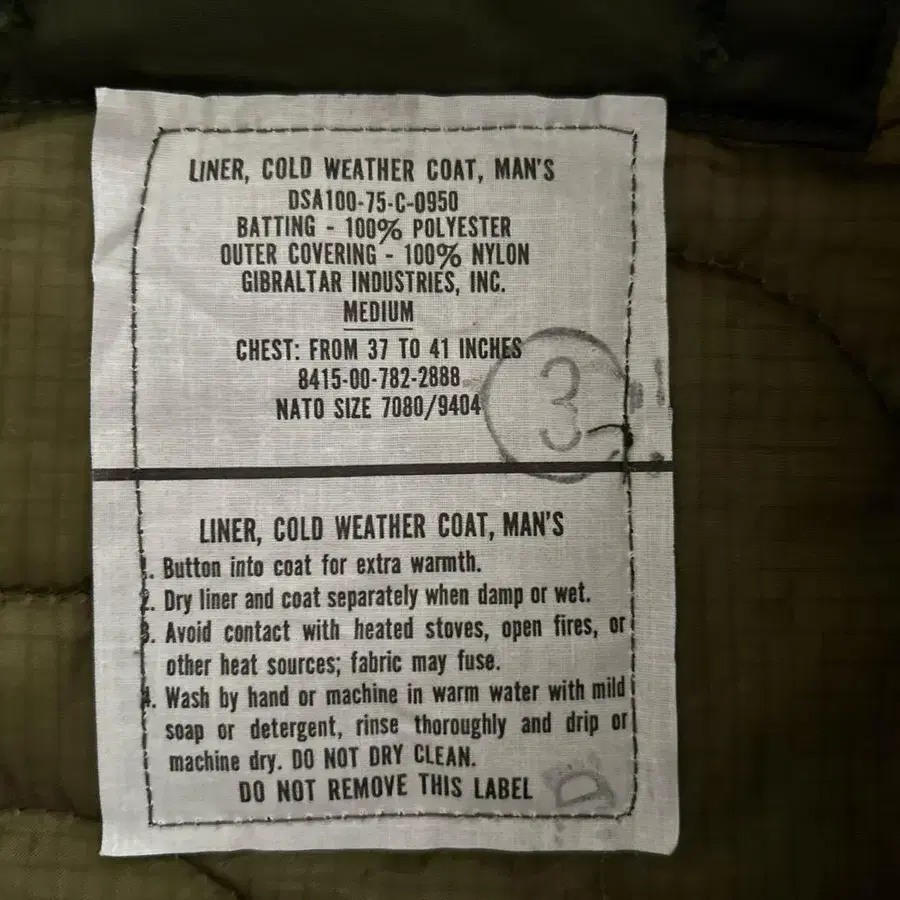 LINER, COLD WEATHER COAT, MAN'S
DSA100-75-C-0950
BATTING - 100% POLYESTER
OUTER COVERING - 100% NYLON
GIBRALTAR INDUSTRIES, INC.
MEDIUM
CHEST: FROM 37 TO 41 INCHES
8415-00-782-2888
NATO SIZE 7080/9404
3
LINER, COLD WEATHER COAT, MAN'S
1. Button into coat for extra warmth.
2. Dry liner and coat separately when damp or wet.
3. Avoid contact with heated stoves, open fires, or
other heat sources; fabric may fuse.
4. Wash by hand or machine in warm water with mild
soap or detergent, rinse thoroughly and drip or
machine dry. DO NOT DRY CLEAN.
DO NOT REMOVE THIS LABEL